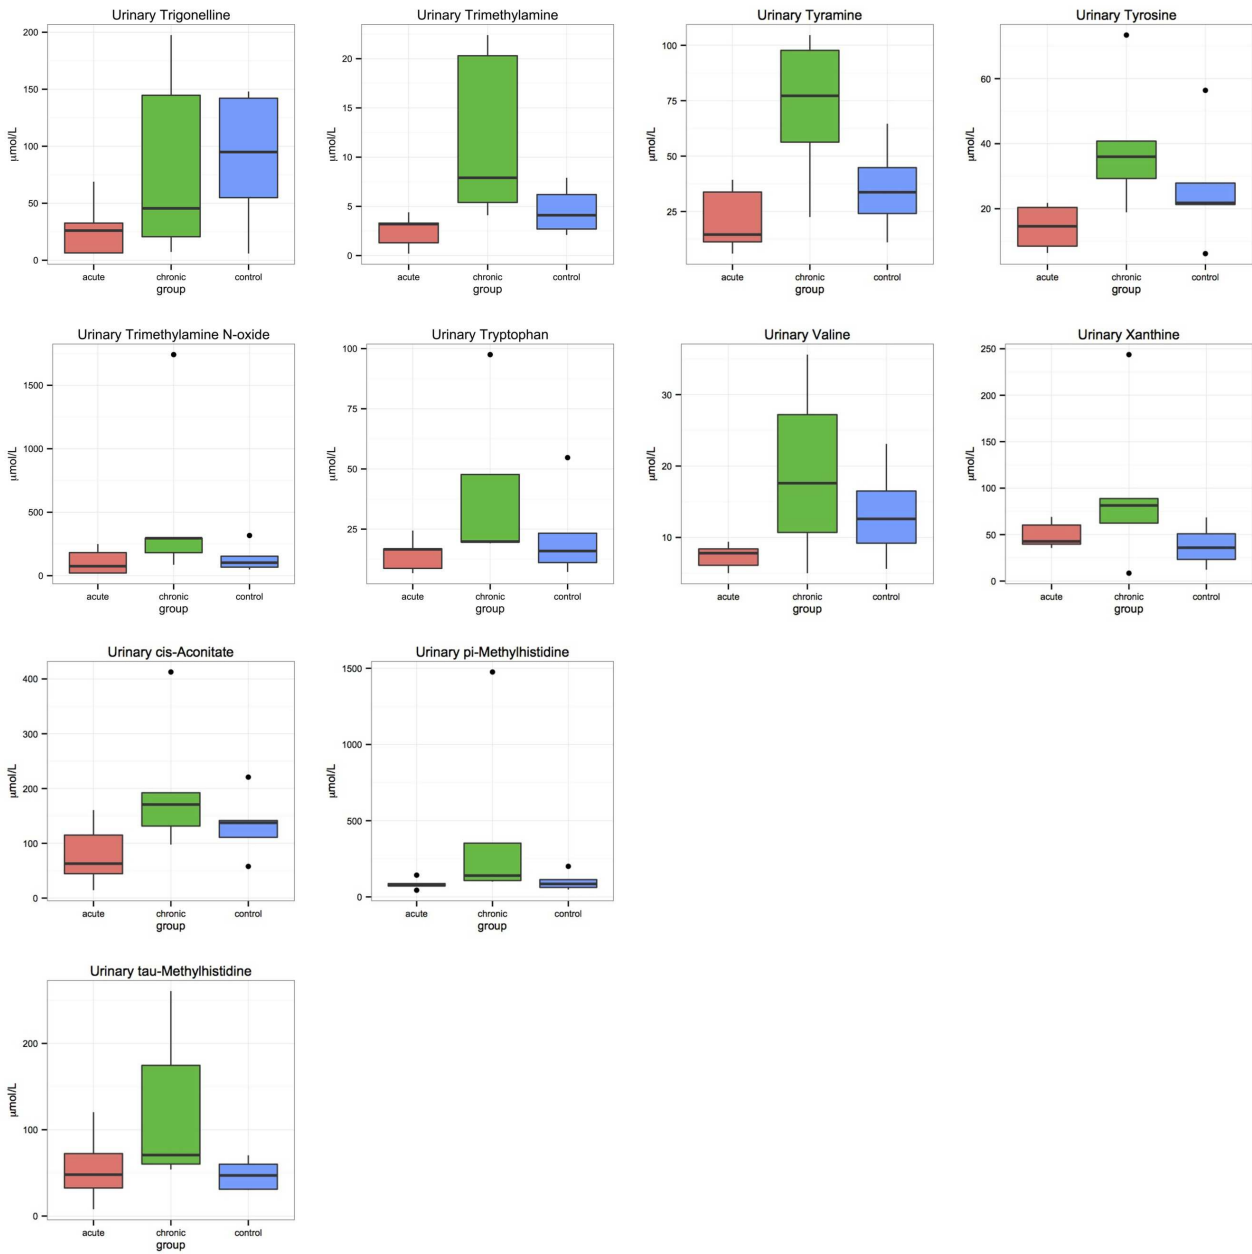 Urinary Trigonelline
200
150
100
50
0
μmol/L
acute chronic control
group
Urinary Trimethylamine
20
15
10
5
0
μmol/L
acute chronic control
group
Urinary Tyramine
100
75
50
25
μmol/L
acute chronic control
group
Urinary Tyrosine
60
40
20
μmol/L
acute chronic control
group
Urinary Trimethylamine N-oxide
1500
1000
500
0
μmol/L
acute chronic control
group
Urinary Tryptophan
100
75
50
25
μmol/L
acute chronic control
group
Urinary Valine
30
20
10
μmol/L
acute chronic control
group
Urinary Xanthine
250
200
150
100
50
0
μmol/L
acute chronic control
group
Urinary cis-Aconitate
400
300
200
100
0
μmol/L
acute chronic control
group
Urinary pi-Methylhistidine
1500
1000
500
0
μmol/L
acute chronic control
group
Urinary tau-Methylhistidine
200
100
0
μmol/L
acute chronic control
group